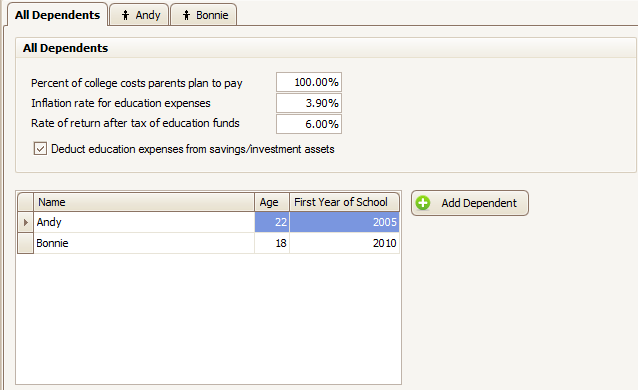 All Dependents Andy Bonnie
All Dependents
Percent of college costs parents plan to pay 100.00%
Inflation rate for education expenses 3.90%
Rate of return after tax of education funds 6.00%
Deduct education expenses from savings/investment assets
Name Age First Year of School Add Dependent
Andy 22 2005
Bonnie 18 2010